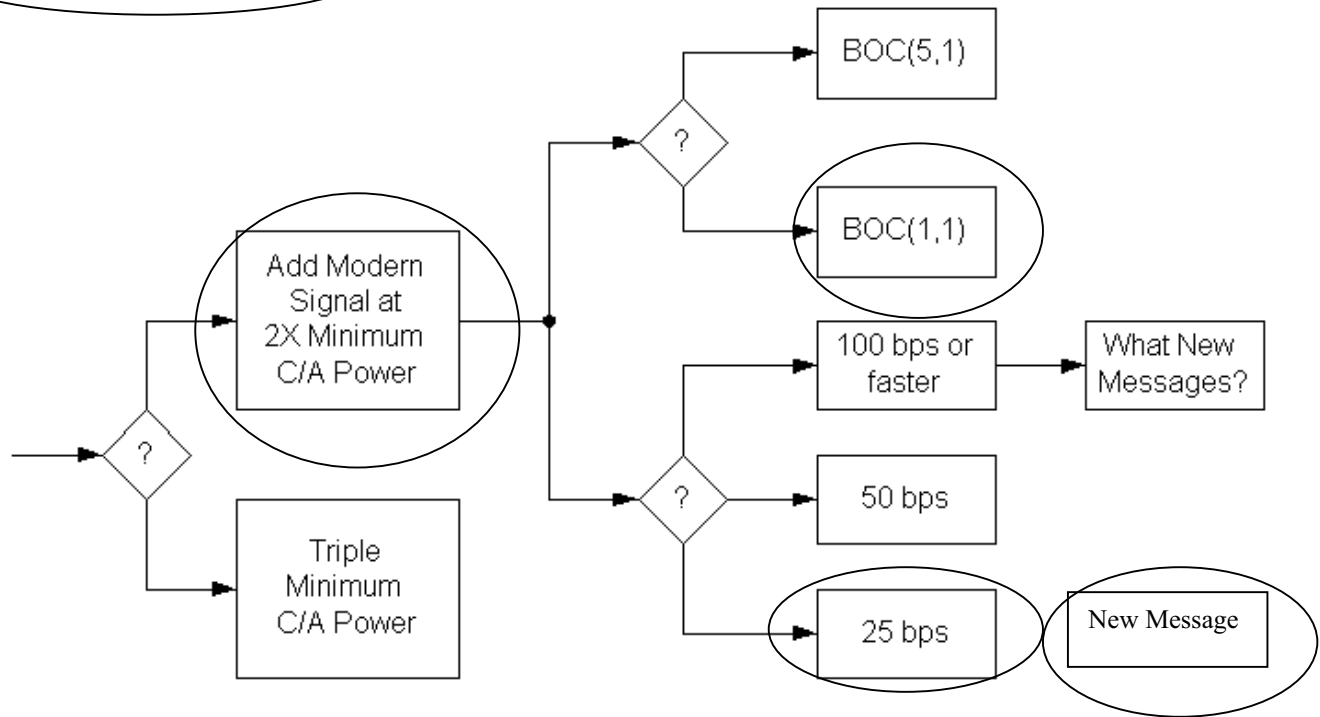 BOC(5,1)
?
BOC(1,1)
Add Modern
Signal at
2X Minimum
C/A Power
100 bps or
faster
What New
Messages?
?
?
50 bps
Triple
Minimum
C/A Power
25 bps
New Message